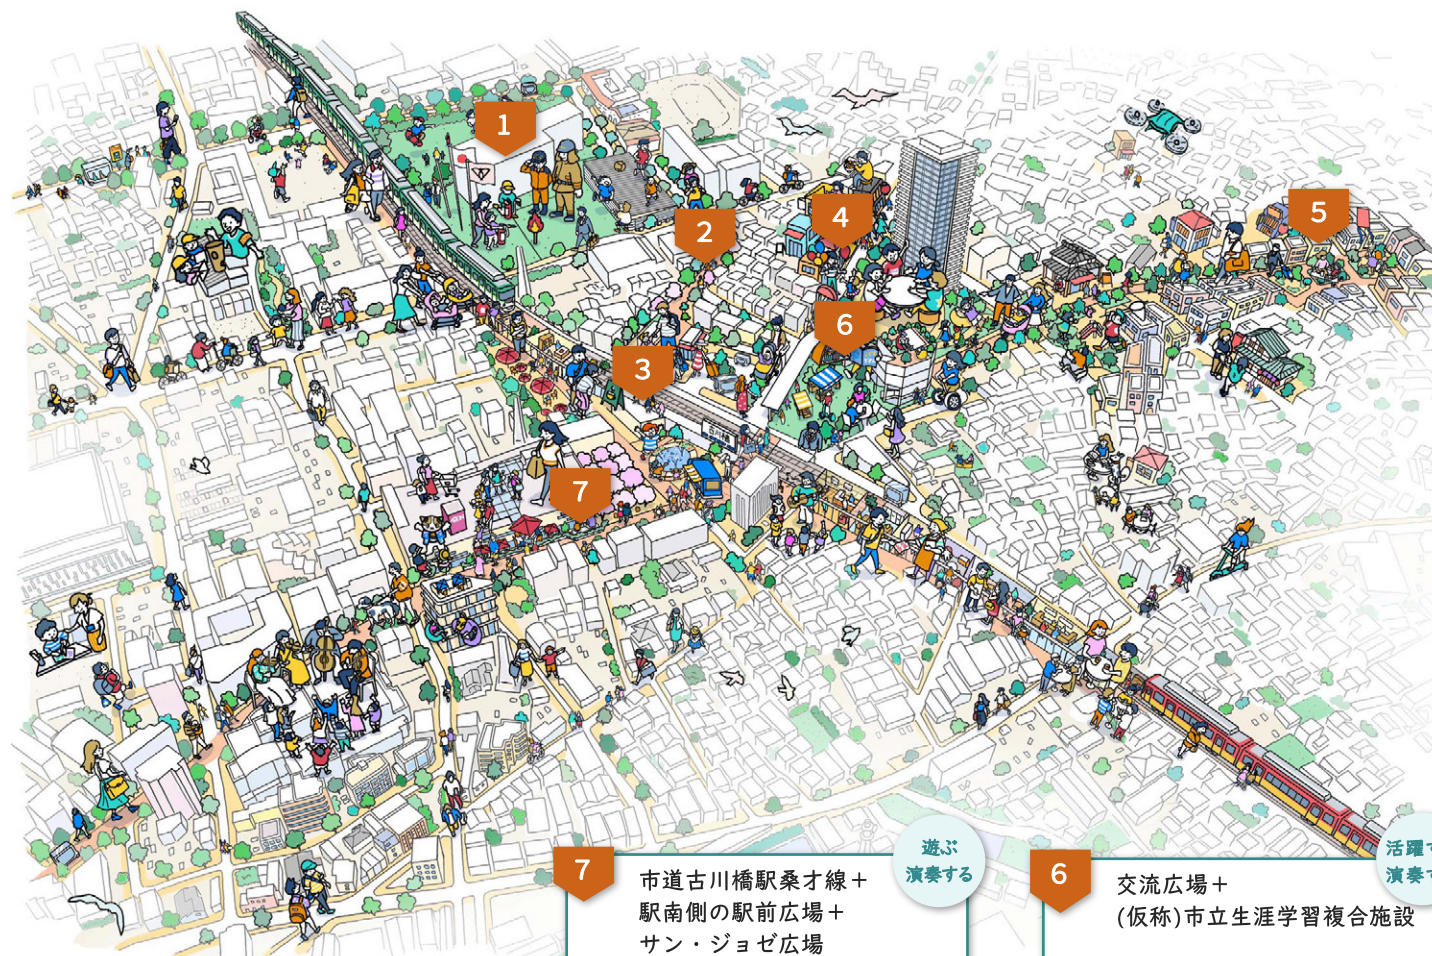 1
2
4
5
6
3
7
7
市道古川橋駅桑才線＋
駅南側の駅前広場＋
サン・ジョゼ広場
遊ぶ
演奏する
6
交流広場＋
(仮称)市立生涯学習複合施設
活躍す
演奏す